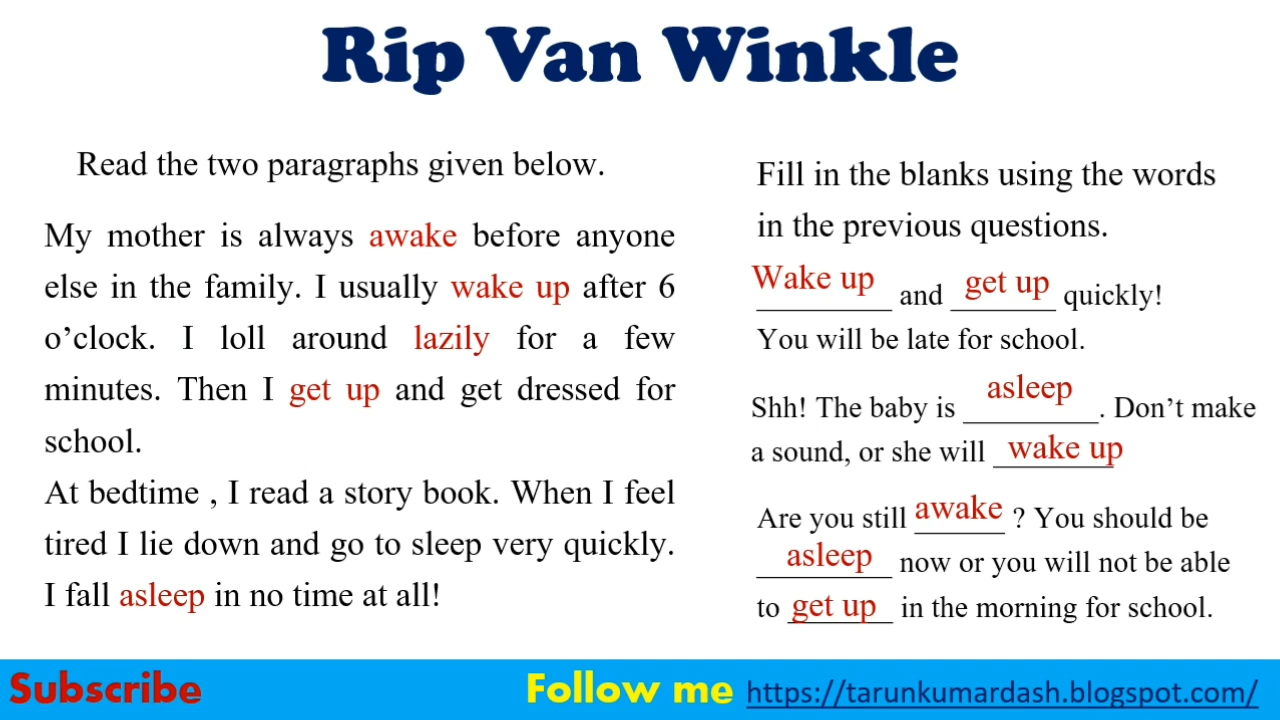 Rip Van Winkle
Read the two paragraphs given below.
My mother is always awake before anyone
else in the family. I usually wake up after 6
o’clock. I loll around lazily for a few
minutes. Then I get up and get dressed for
school.
At bedtime , I read a story book. When I feel
tired I lie down and go to sleep very quickly.
I fall asleep in no time at all!
Fill in the blanks using the words
in the previous questions.
Wake up and get up quickly!
You will be late for school.
Shh! The baby is asleep. Don’t make
a sound, or she will wake up
Are you still awake ? You should be
asleep now or you will not be able
to get up in the morning for school.
Subscribe
Follow me https://tarunkumardash.blogspot.com/